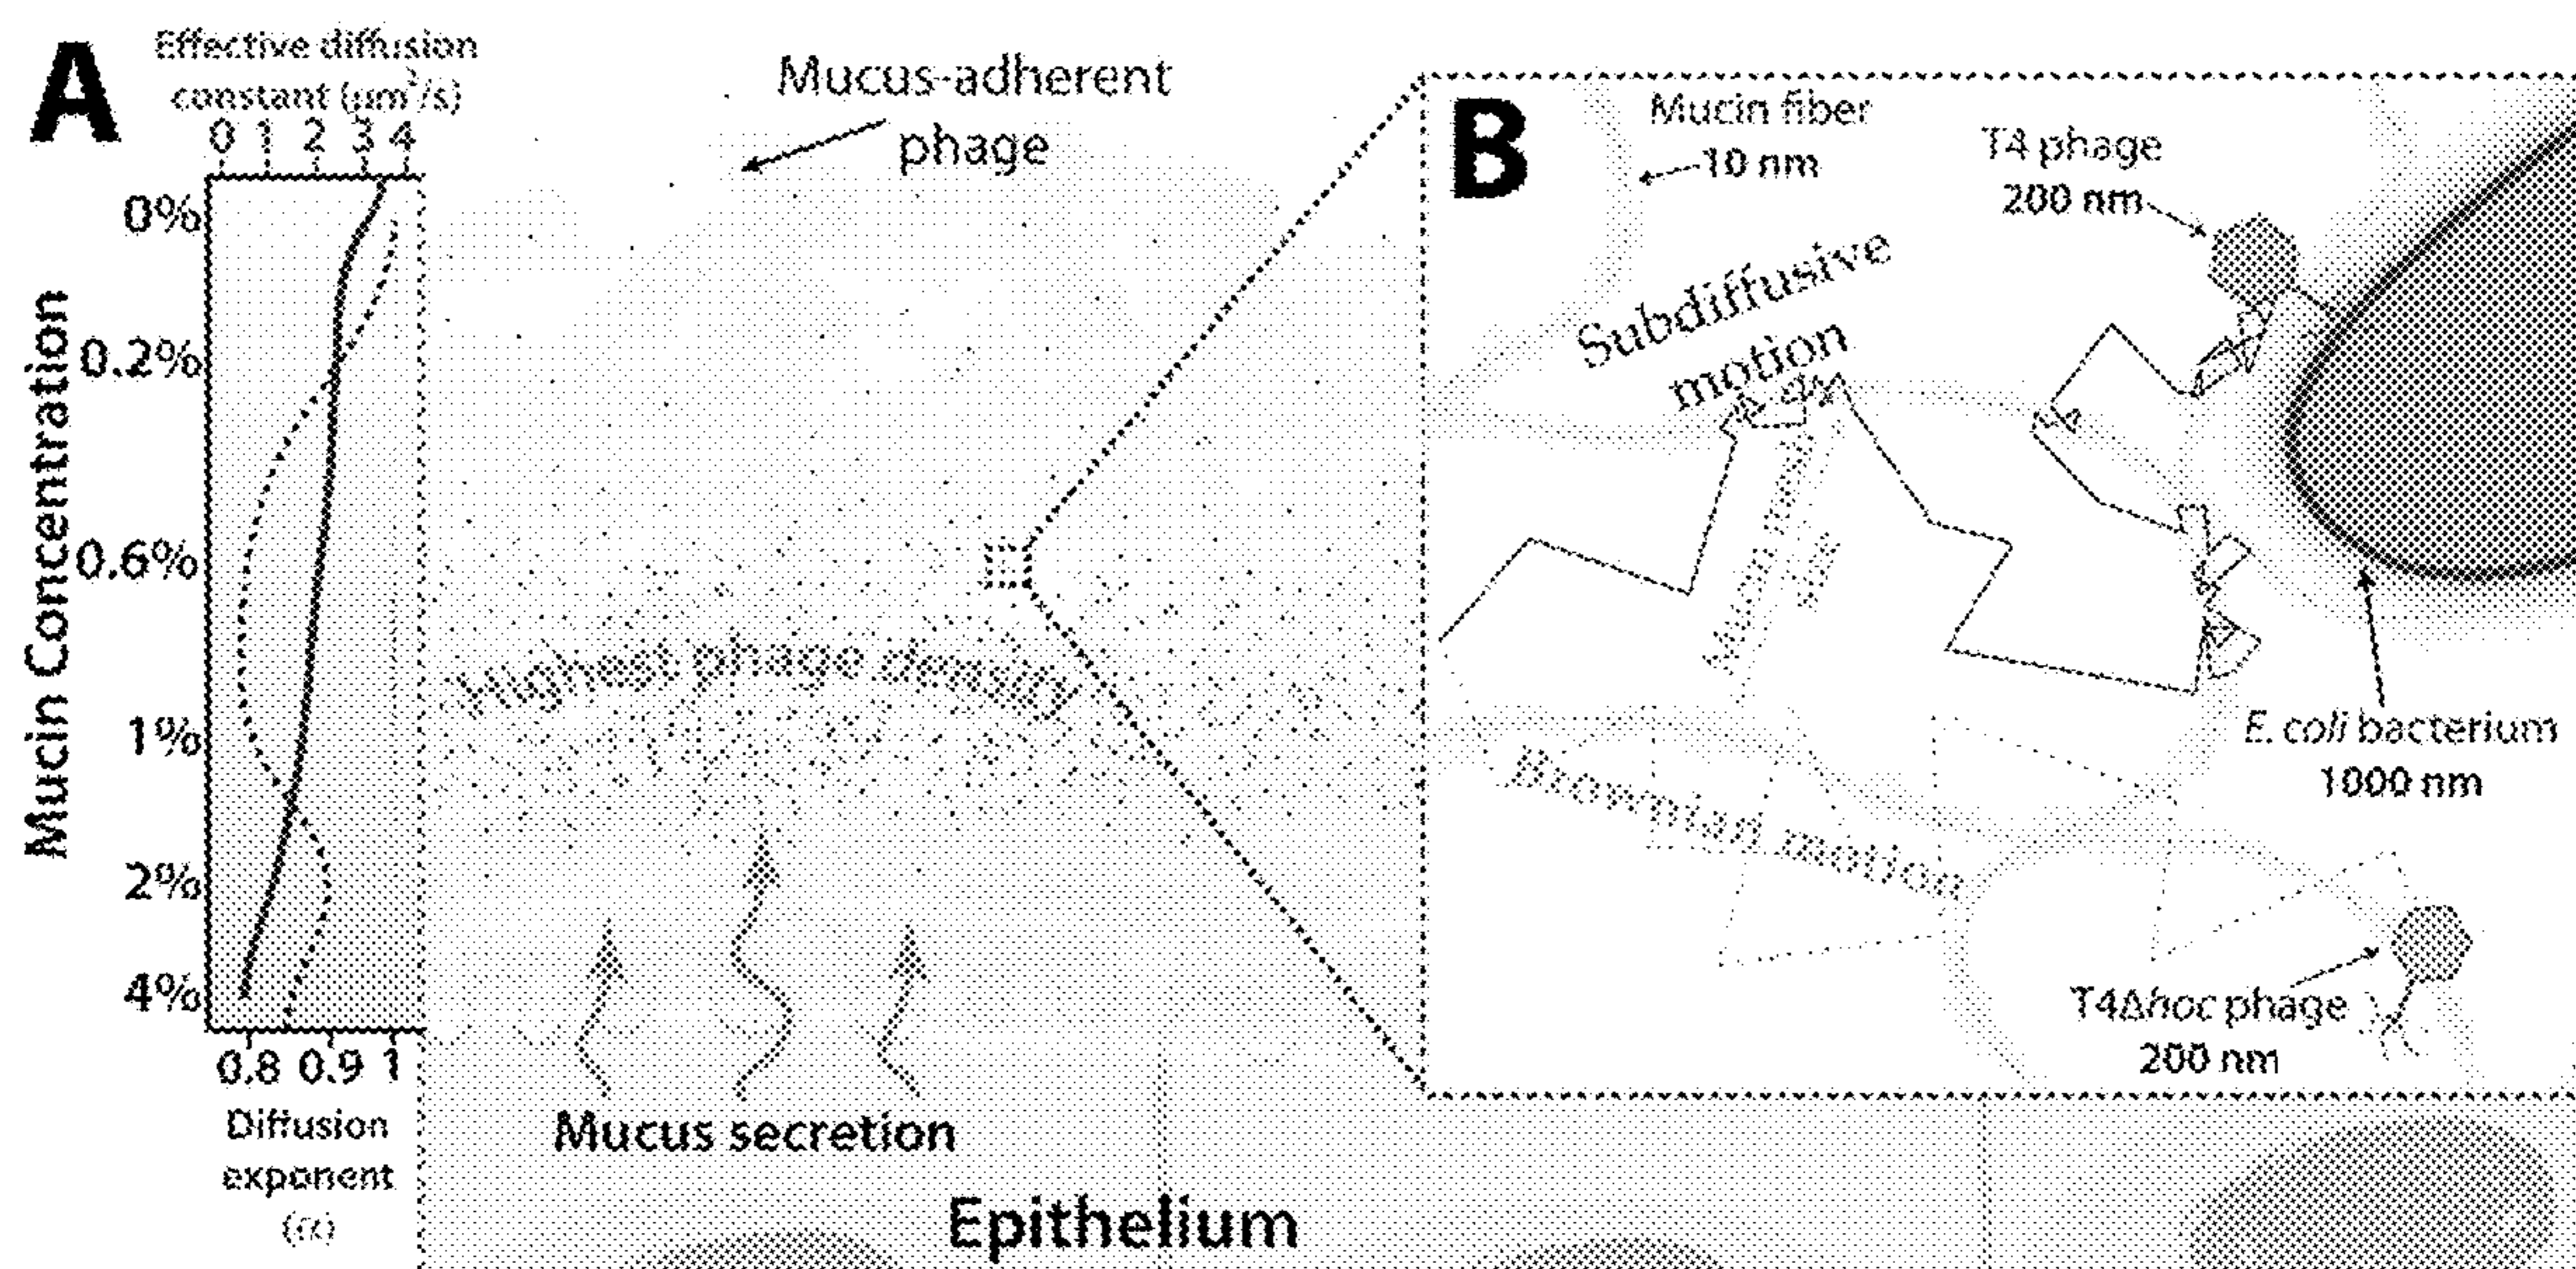 A
Effective diffusion
constant (µm²/s)
0 1 2 3 4
Mucin Concentration
0%
0.2%
0.6%
1%
2%
4%
0.8 0.9 1
Diffusion
exponent
(α)
Mucus-adherent
phage
Highest phage density
Mucus secretion
Epithelium
B
Mucin fiber
10 nm
T4 phage
200 nm
Subdiffusive
motion
Mucin mesh
Brownian motion
E. coli bacterium
1000 nm
T4Δhoc phage
200 nm